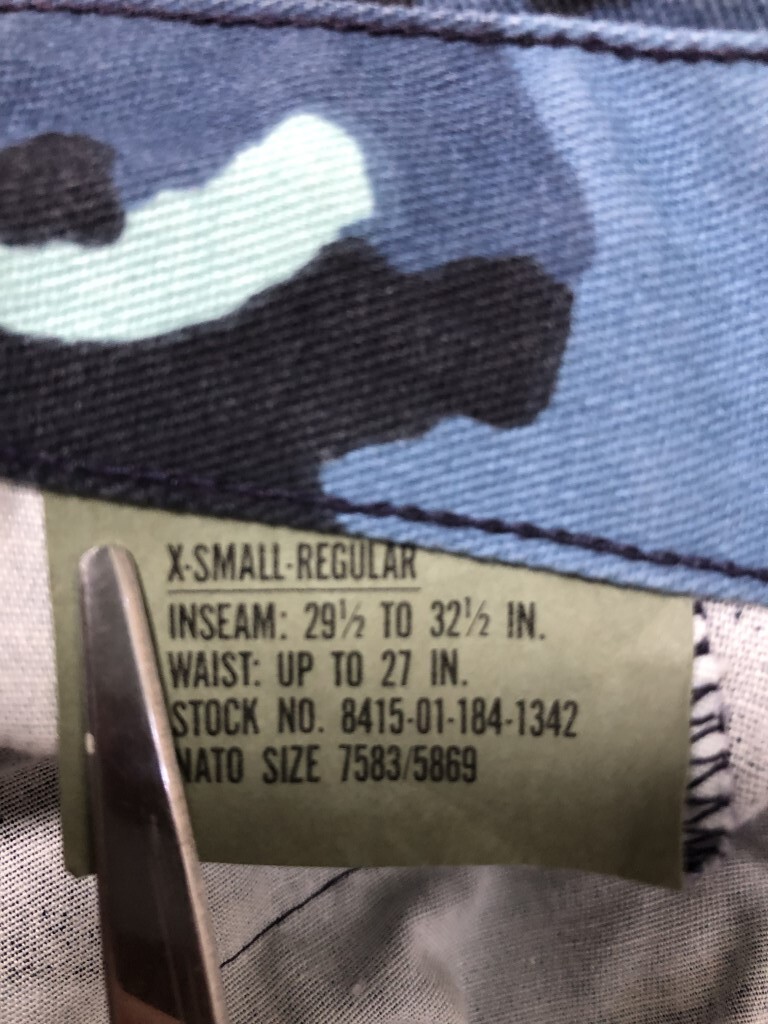 X-SMALL-REGULAR
INSEAM: 29½ TO 32½ IN.
WAIST: UP TO 27 IN.
STOCK NO. 8415-01-184-1342
NATO SIZE 7583/5869